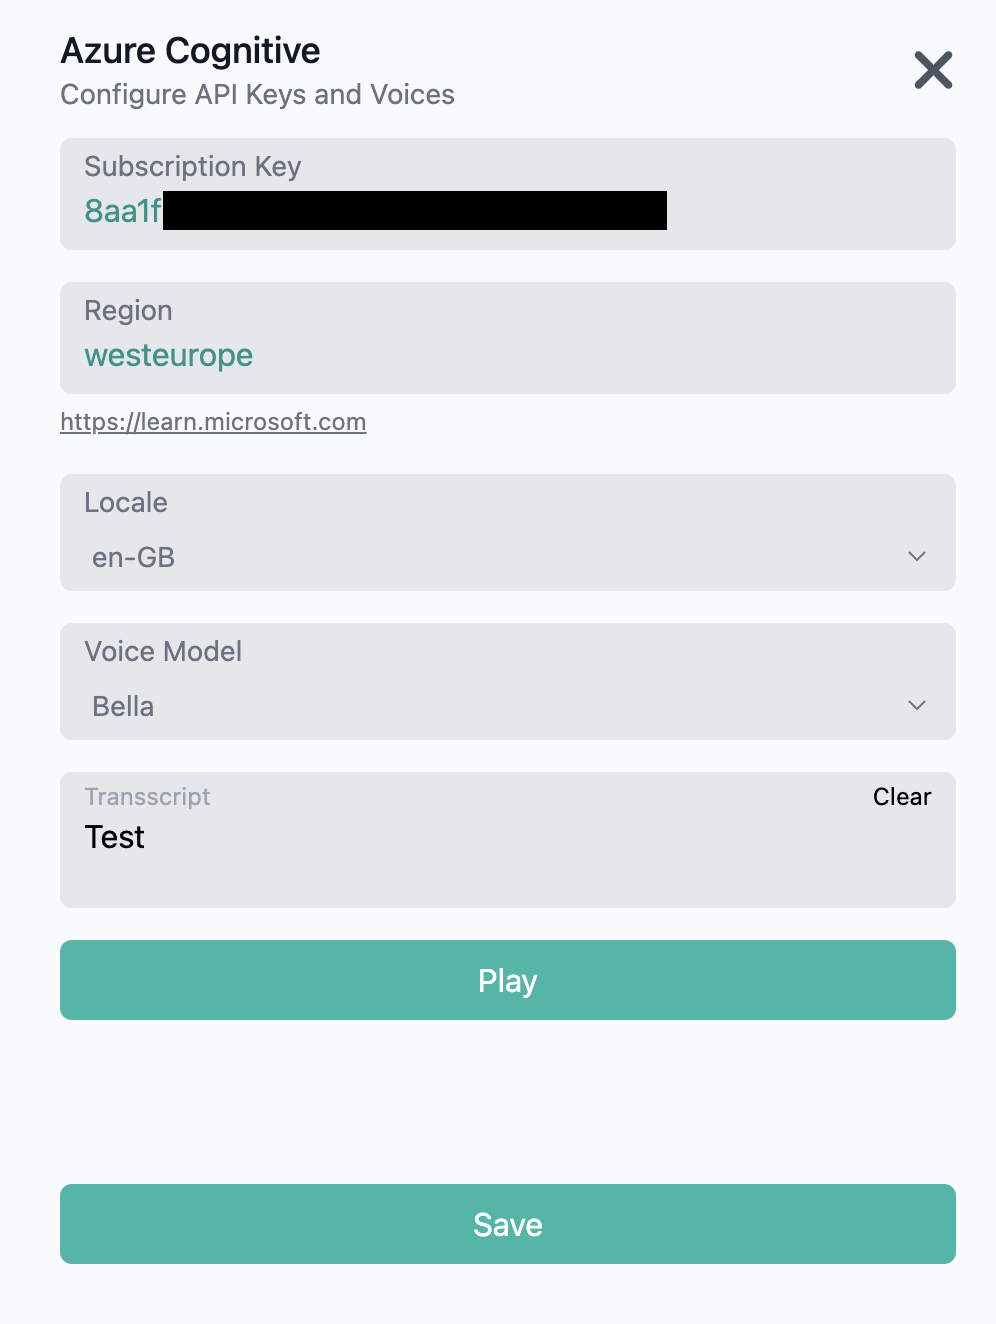 Azure Cognitive
Configure API Keys and Voices
Subscription Key
8aa1f
Region
westeurope
https://learn.microsoft.com
Locale
en-GB
Voice Model
Bella
Transscript
Clear
Test
Play
Save